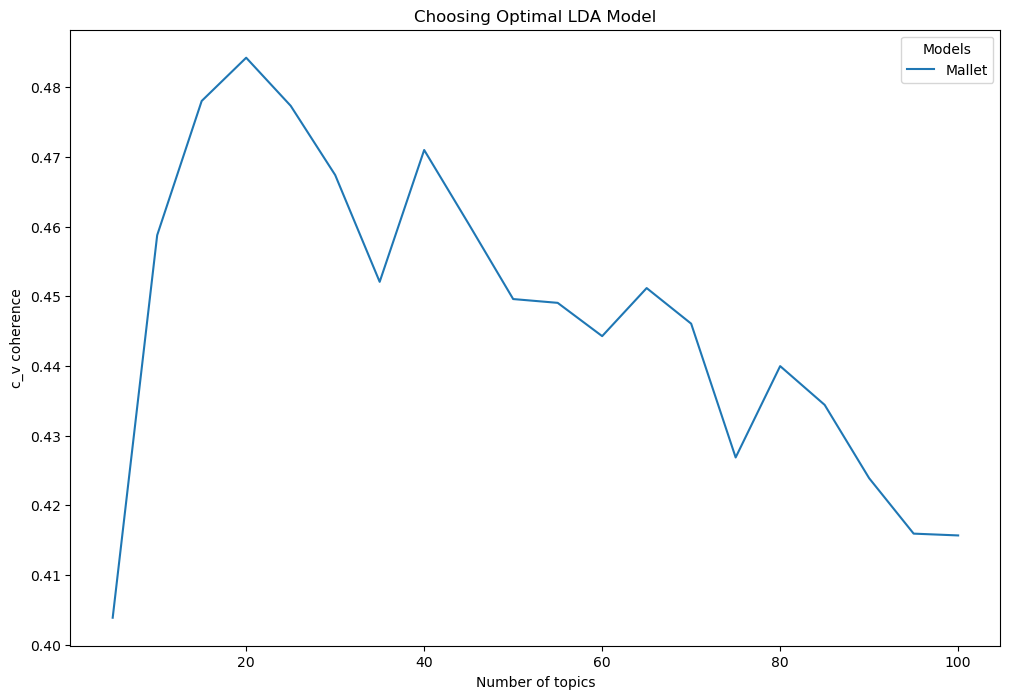 Choosing Optimal LDA Model
Models
Mallet
c_v coherence
0.48
0.47
0.46
0.45
0.44
0.43
0.42
0.41
0.40
20 40 60 80 100
Number of topics